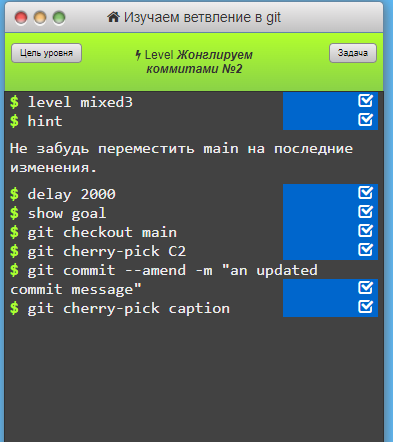 Изучаем ветвление в git
Цель уровня
Level Жонглируем
коммитами №2
Задача
$ level mixed3
$ hint
Не забудь переместить main на последние
изменения.
$ delay 2000
$ show goal
$ git checkout main
$ git cherry-pick C2
$ git commit --amend -m "an updated
commit message"
$ git cherry-pick caption